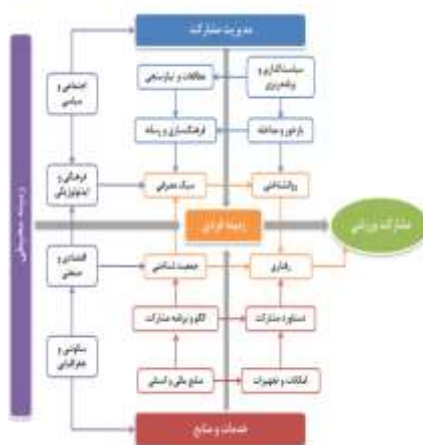 مدیریت مشارکت
سیاستگذاری و
برنامه‌ریزی
مطالعات و نیازسنجی
اجتماعی و
سیاسی
بازخور و مداخله
فرهنگسازی و رسانه
روانشناختی
سبک مصرفی
فرهنگی و
ایدئولوژیکی
مشارکت ورزشی
زمینه فردی
زمینه محیطی
رفتاری
جمعیت شناختی
اقتصادی و
صنعتی
دستاورد مشارکت
الگو و برنامه مشارکت
سکونتی و
جغرافیایی
امکانات و تجهیزات
منابع مالی و انسانی
خدمات و منابع